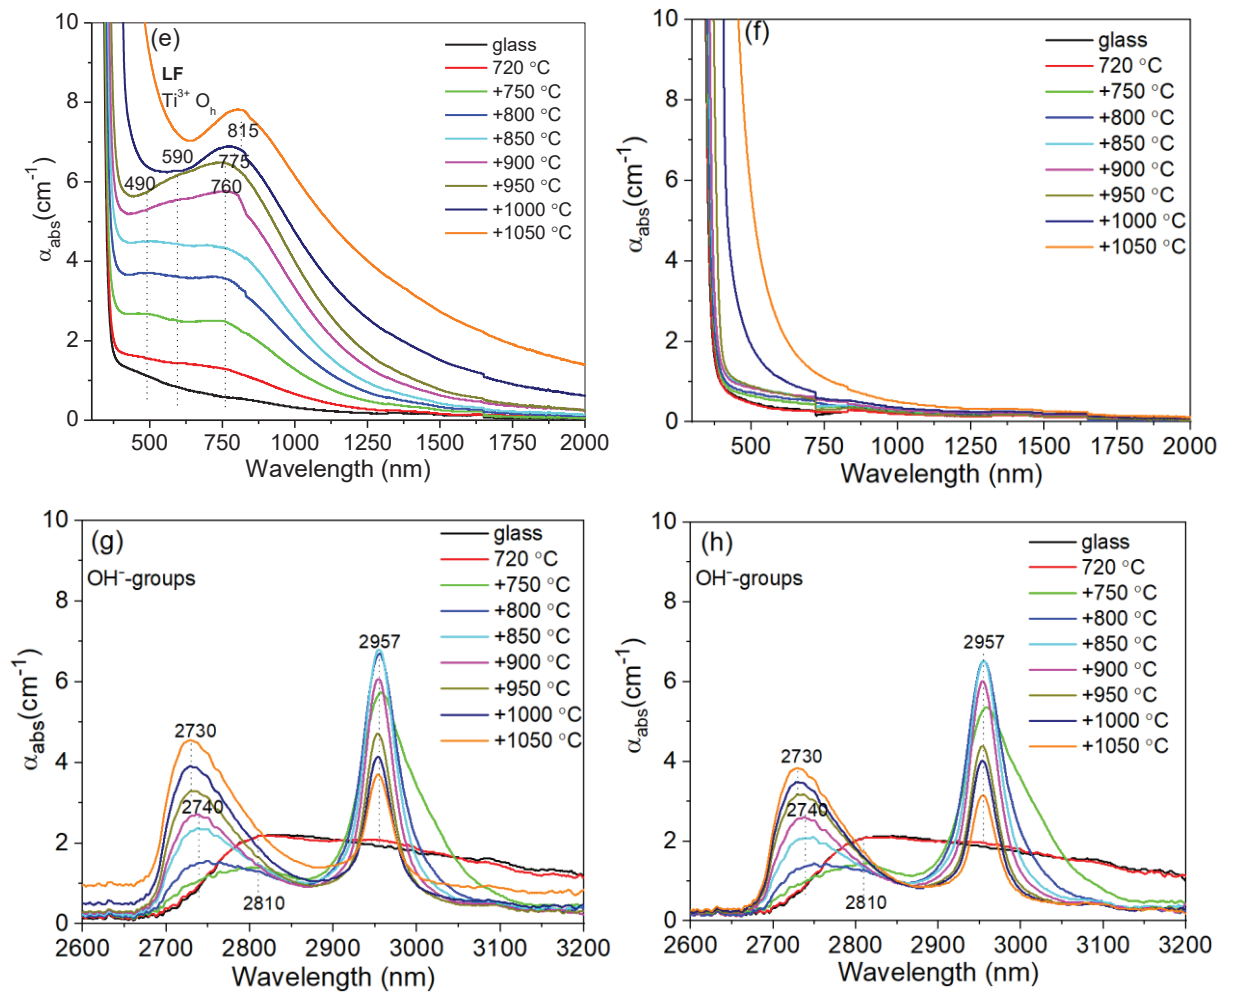 (e)
LF
Ti³⁺ Oₕ
490
590
760
775
815
glass
720 °C
+750 °C
+800 °C
+850 °C
+900 °C
+950 °C
+1000 °C
+1050 °C
10
8
6
4
2
0
αabs(cm⁻¹)
500
750
1000
1250
1500
1750
2000
Wavelength (nm)
(f)
glass
720 °C
+750 °C
+800 °C
+850 °C
+900 °C
+950 °C
+1000 °C
+1050 °C
10
8
6
4
2
0
αabs(cm⁻¹)
500
750
1000
1250
1500
1750
2000
Wavelength (nm)
(g)
OH⁻-groups
2730
2740
2810
2957
glass
720 °C
+750 °C
+800 °C
+850 °C
+900 °C
+950 °C
+1000 °C
+1050 °C
10
8
6
4
2
0
αabs(cm⁻¹)
2600
2700
2800
2900
3000
3100
3200
Wavelength (nm)
(h)
OH⁻-groups
2730
2740
2810
2957
glass
720 °C
+750 °C
+800 °C
+850 °C
+900 °C
+950 °C
+1000 °C
+1050 °C
10
8
6
4
2
0
αabs(cm⁻¹)
2600
2700
2800
2900
3000
3100
3200
Wavelength (nm)